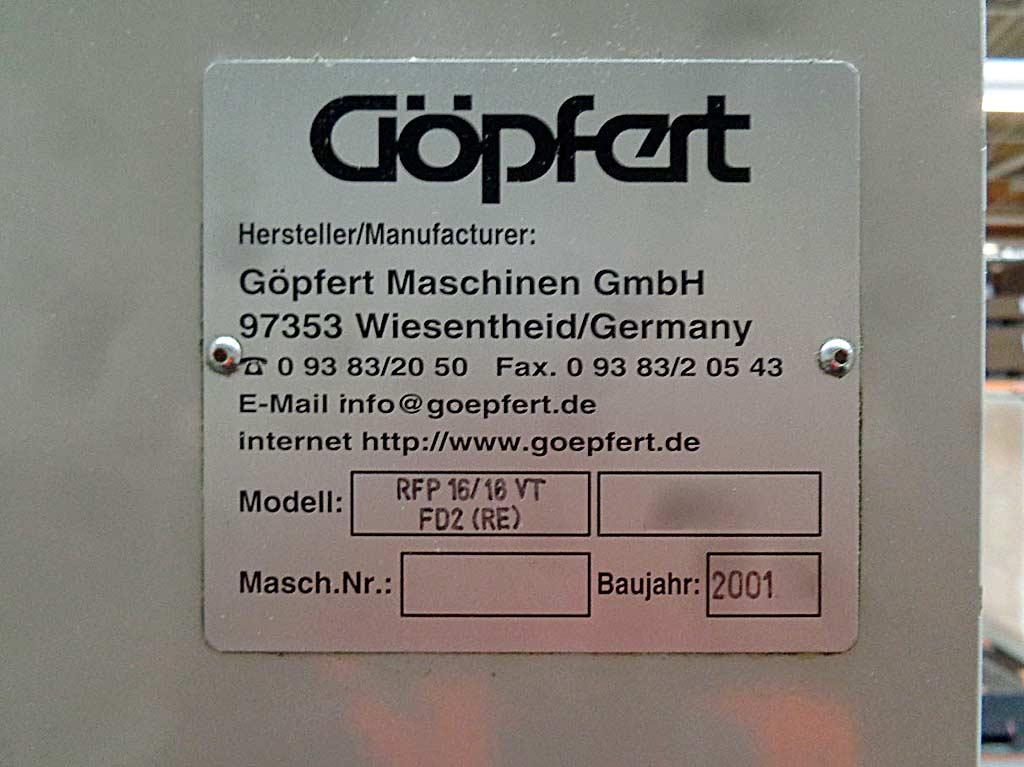 Göpfert
Hersteller/Manufacturer:
Göpfert Maschinen GmbH
97353 Wiesentheid/Germany
☎ 0 93 83/20 50 Fax. 0 93 83/2 05 43
E-Mail info@goepfert.de
internet http://www.goepfert.de
Modell: RFP 16/16 VT
FD2 (RE)
Masch.Nr.: Baujahr: 2001